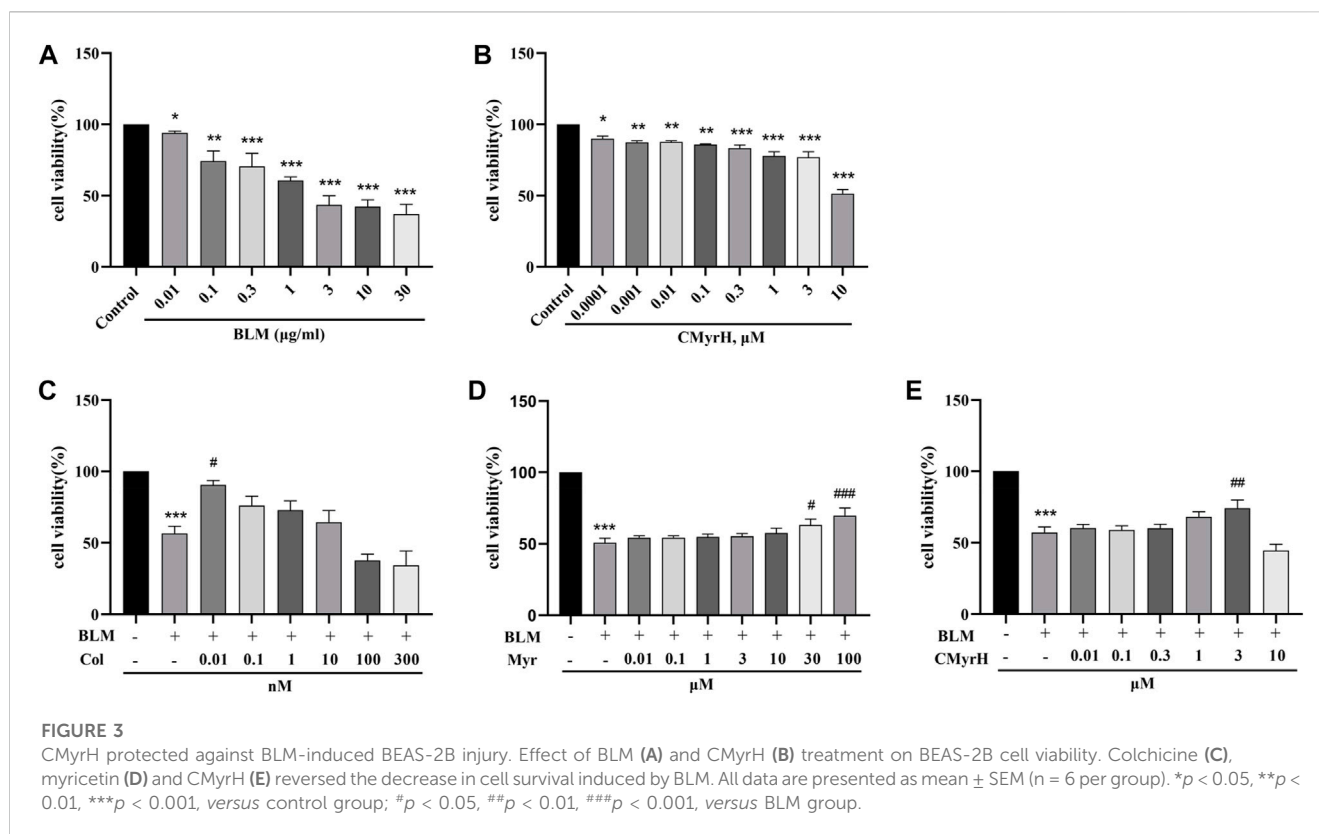 A
150
100
50
0
cell viability(%)
*
**
***
***
***
***
***
Control
0.01
0.1
0.3
1
3
10
30
BLM (μg/ml)
B
150
100
50
0
cell viability(%)
*
**
**
**
***
***
***
***
Control
0.0001
0.001
0.01
0.1
0.3
1
3
10
CMyrH, μM
C
150
100
50
0
cell viability(%)
***
#
BLM - + + + + + + +
Col - - 0.01 0.1 1 10 100 300
nM
D
150
100
50
0
cell viability(%)
***
#
###
BLM - + + + + + + + +
Myr - - 0.01 0.1 1 3 10 30 100
μM
E
150
100
50
0
cell viability(%)
***
##
BLM - + + + + + + +
CMyrH - - 0.01 0.1 0.3 1 3 10
μM
FIGURE 3
CMyrH protected against BLM-induced BEAS-2B injury. Effect of BLM (A) and CMyrH (B) treatment on BEAS-2B cell viability. Colchicine (C),
myricetin (D) and CMyrH (E) reversed the decrease in cell survival induced by BLM. All data are presented as mean ± SEM (n = 6 per group). *p < 0.05, **p <
0.01, ***p < 0.001, versus control group; #p < 0.05, ##p < 0.01, ###p < 0.001, versus BLM group.